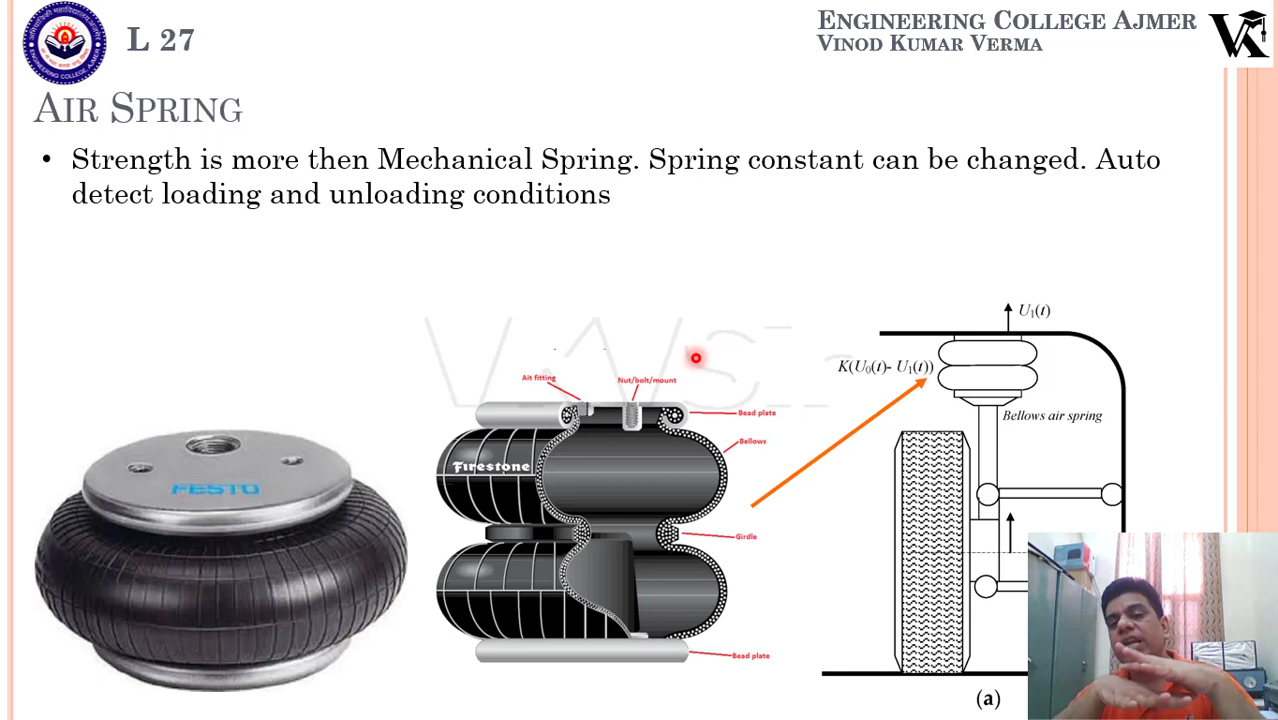 L 27
ENGINEERING COLLEGE AJMER
VINOD KUMAR VERMA
AIR SPRING
• Strength is more then Mechanical Spring. Spring constant can be changed. Auto
detect loading and unloading conditions
U₁(t)
K(U₀(t)- U₁(t))
Bellows air spring
Ait fitting
Nut/bolt/mount
Bead plate
Bellows
Firestone
FESTO
Girdle
Bead plate
(a)